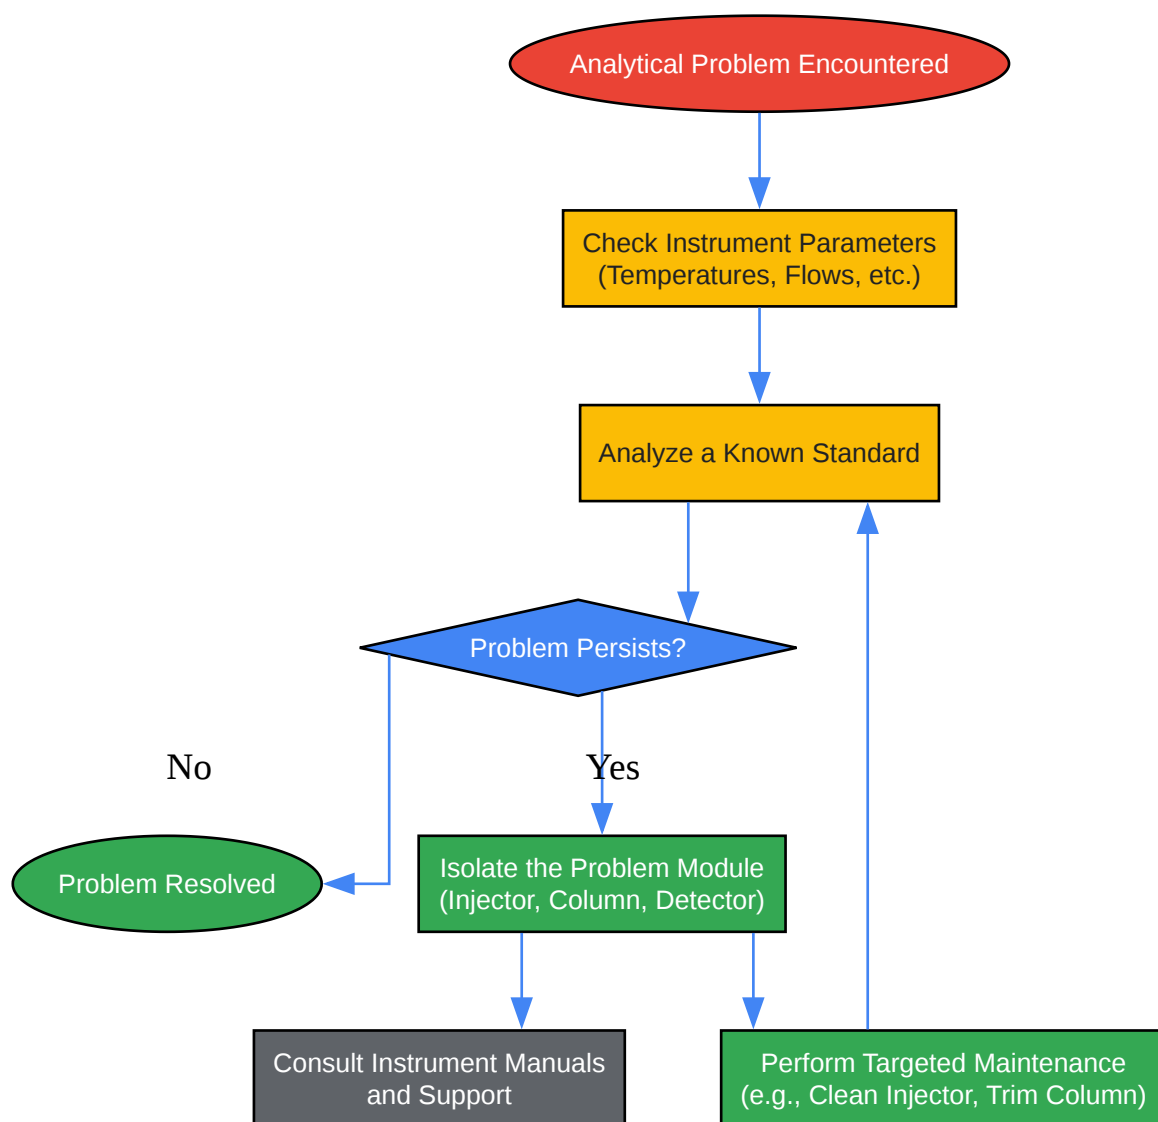 Analytical Problem Encountered
Check Instrument Parameters
(Temperatures, Flows, etc.)
Analyze a Known Standard
Problem Persists?
No
Yes
Problem Resolved
Isolate the Problem Module
(Injector, Column, Detector)
Consult Instrument Manuals
and Support
Perform Targeted Maintenance
(e.g., Clean Injector, Trim Column)